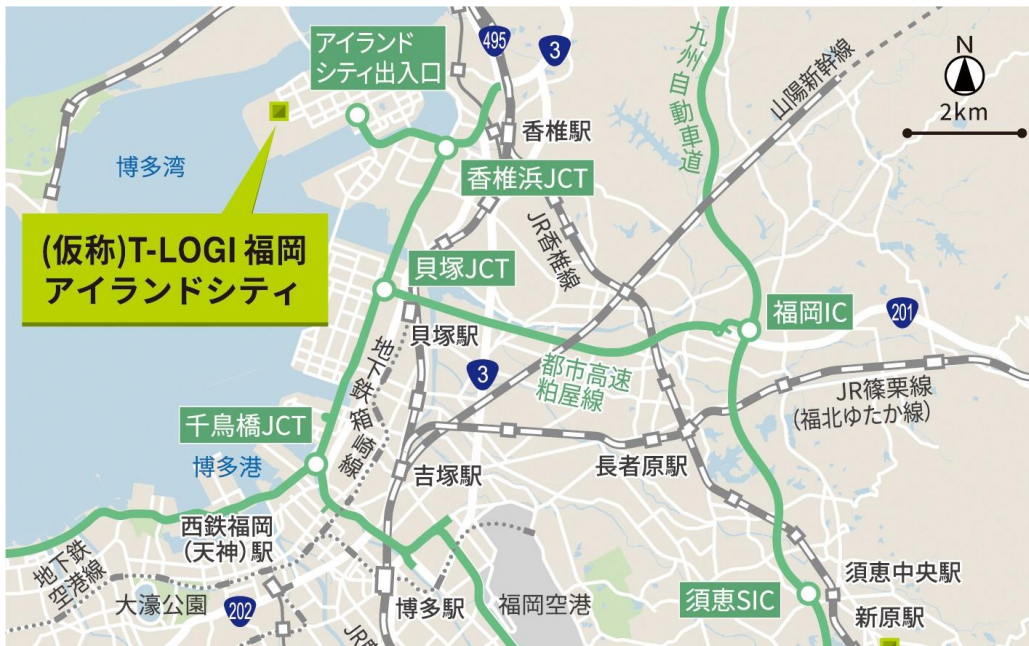 アイランド
シティ出入口
495
3
九州自動車道
山陽新幹線
N
2km
香椎駅
博多湾
香椎浜JCT
(仮称)T-LOGI 福岡
アイランドシティ
JR香椎線
貝塚JCT
福岡IC
201
貝塚駅
地下鉄箱崎線
3
都市高速
粕屋線
JR篠栗線
(福北ゆたか線)
千鳥橋JCT
博多港
吉塚駅
長者原駅
西鉄福岡
(天神)駅
地下鉄
空港線
大濠公園
202
博多駅
福岡空港
須恵SIC
須恵中央駅
新原駅